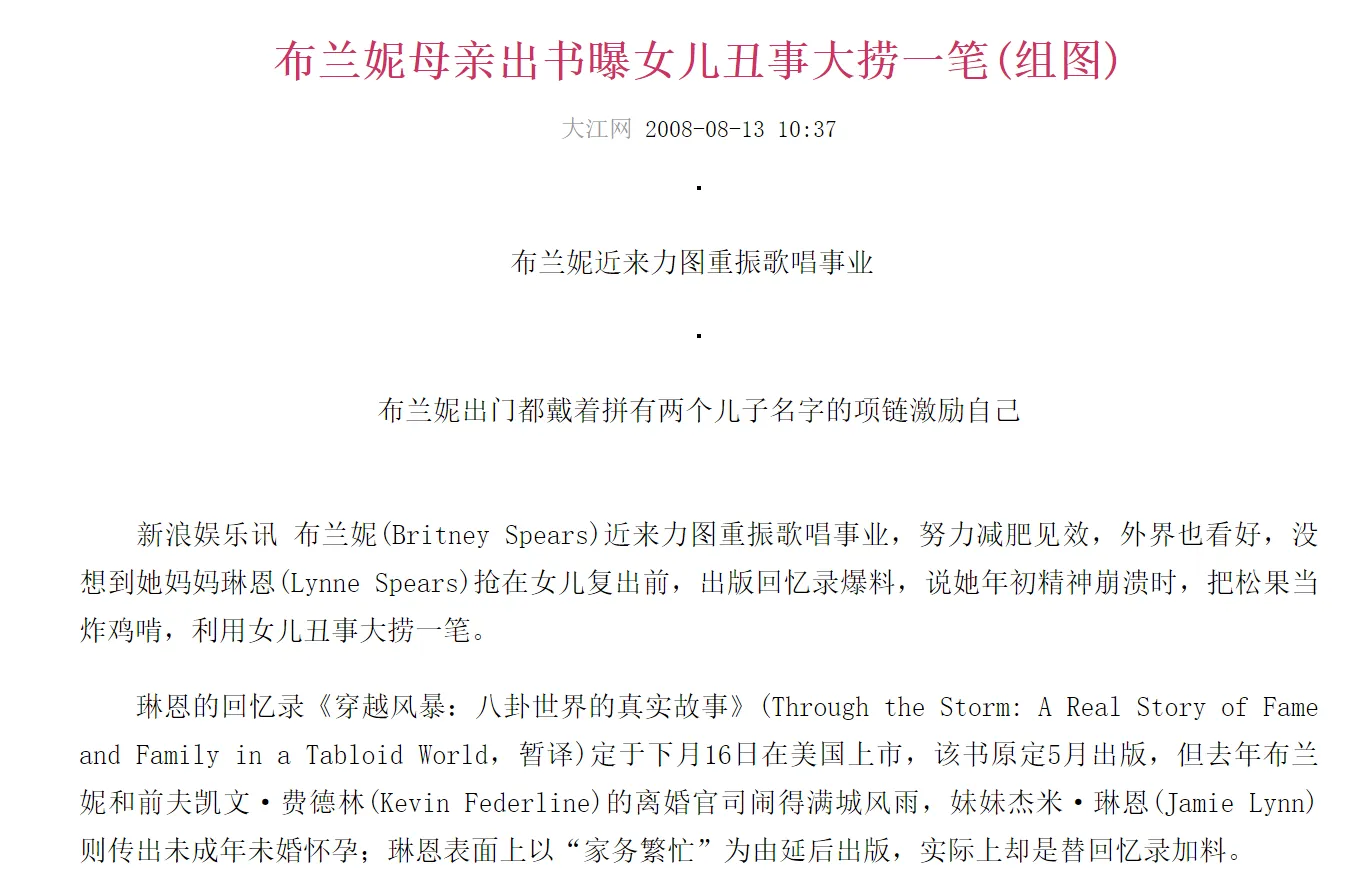 布兰妮母亲出书曝女儿丑事大捞一笔(组图)
大江网 2008-08-13 10:37
布兰妮近来力图重振歌唱事业
布兰妮出门都戴着拼有两个儿子名字的项链激励自己
新浪娱乐讯 布兰妮(Britney Spears)近来力图重振歌唱事业，努力减肥见效，外界也看好，没
想到她妈妈琳恩(Lynne Spears)抢在女儿复出前，出版回忆录爆料，说她年初精神崩溃时，把松果当
炸鸡啃，利用女儿丑事大捞一笔。
琳恩的回忆录《穿越风暴：八卦世界的真实故事》(Through the Storm: A Real Story of Fame
and Family in a Tabloid World，暂译)定于下月16日在美国上市，该书原定5月出版，但去年布兰
妮和前夫凯文·费德林(Kevin Federline)的离婚官司闹得满城风雨，妹妹杰米·琳恩(Jamie Lynn)
则传出未成年未婚怀孕；琳恩表面上以“家务繁忙”为由延后出版，实际上却是替回忆录加料。